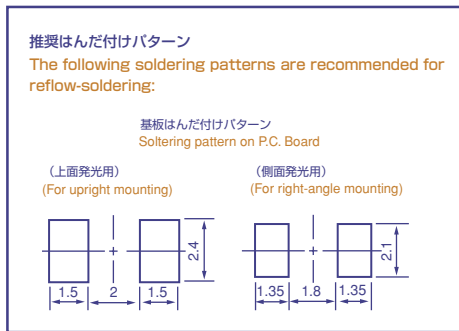 推奨はんだ付けパターン
The following soldering patterns are recommended for
reflow-soldering:
基板はんだ付けパターン
Soltering pattern on P.C. Board
（上面発光用）
(For upright mounting)
（側面発光用）
(For right-angle mounting)
2.4
1.5 2 1.5
2.1
1.35 1.8 1.35